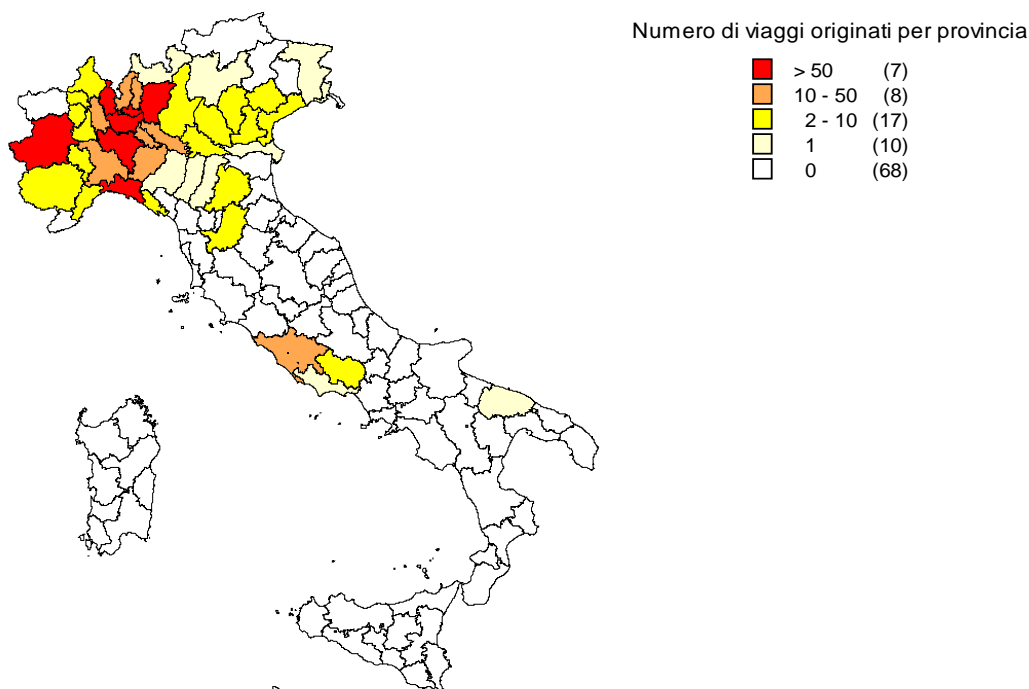 Numero di viaggi originati per provincia
> 50 (7)
10 - 50 (8)
2 - 10 (17)
1 (10)
0 (68)